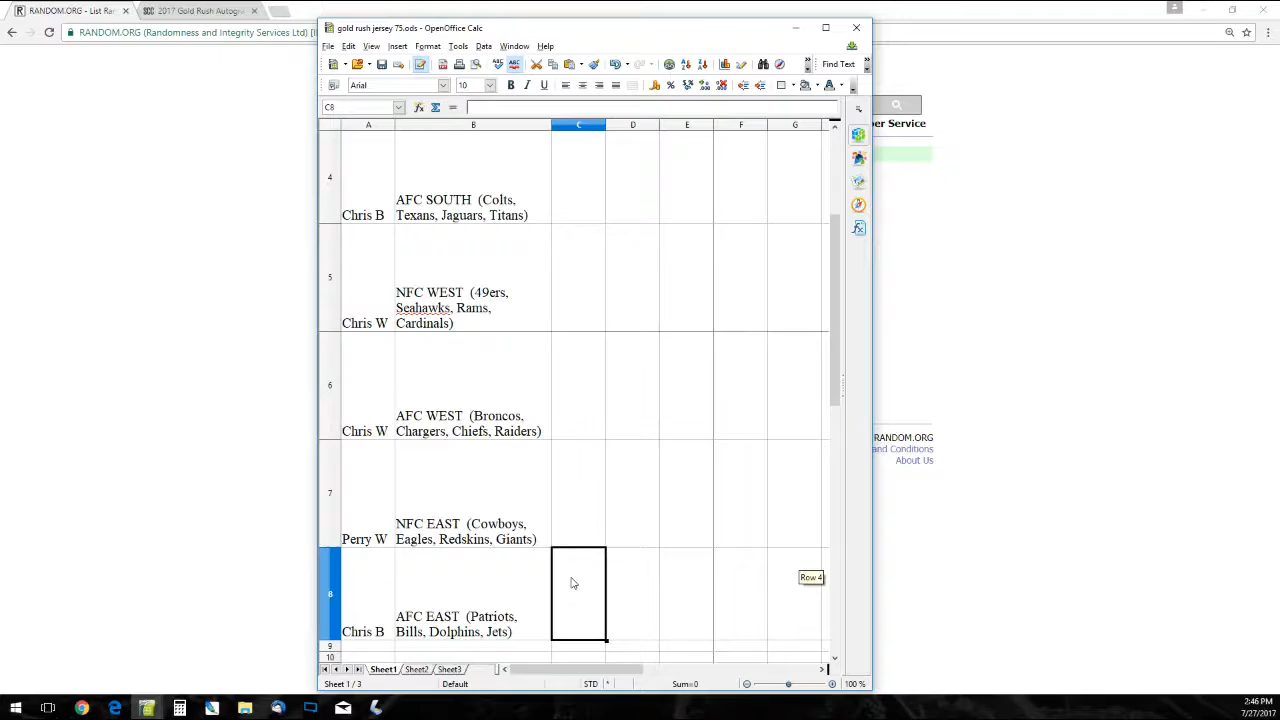 RANDOM.ORG - List Ra
2017 Gold Rush Autogr
RANDOM.ORG (Randomness and Integrity Services Ltd) [I
gold rush jersey 75.ods - OpenOffice Calc
File Edit View Insert Format Tools Data Window Help
Find Text
Arial 10
C8
per Service
A B C D E F G
4 Chris B AFC SOUTH (Colts,
Texans, Jaguars, Titans)
5 Chris W NFC WEST (49ers,
Seahawks, Rams,
Cardinals)
6 Chris W AFC WEST (Broncos,
Chargers, Chiefs, Raiders)
7 Perry W NFC EAST (Cowboys,
Eagles, Redskins, Giants)
8 Chris B AFC EAST (Patriots,
Bills, Dolphins, Jets)
9
10
Row 4
RANDOM.ORG
and Conditions
About Us
Sheet1 Sheet2 Sheet3
Sheet 1 / 3 Default STD * Sum=0 100 %
2:46 PM
7/27/2017